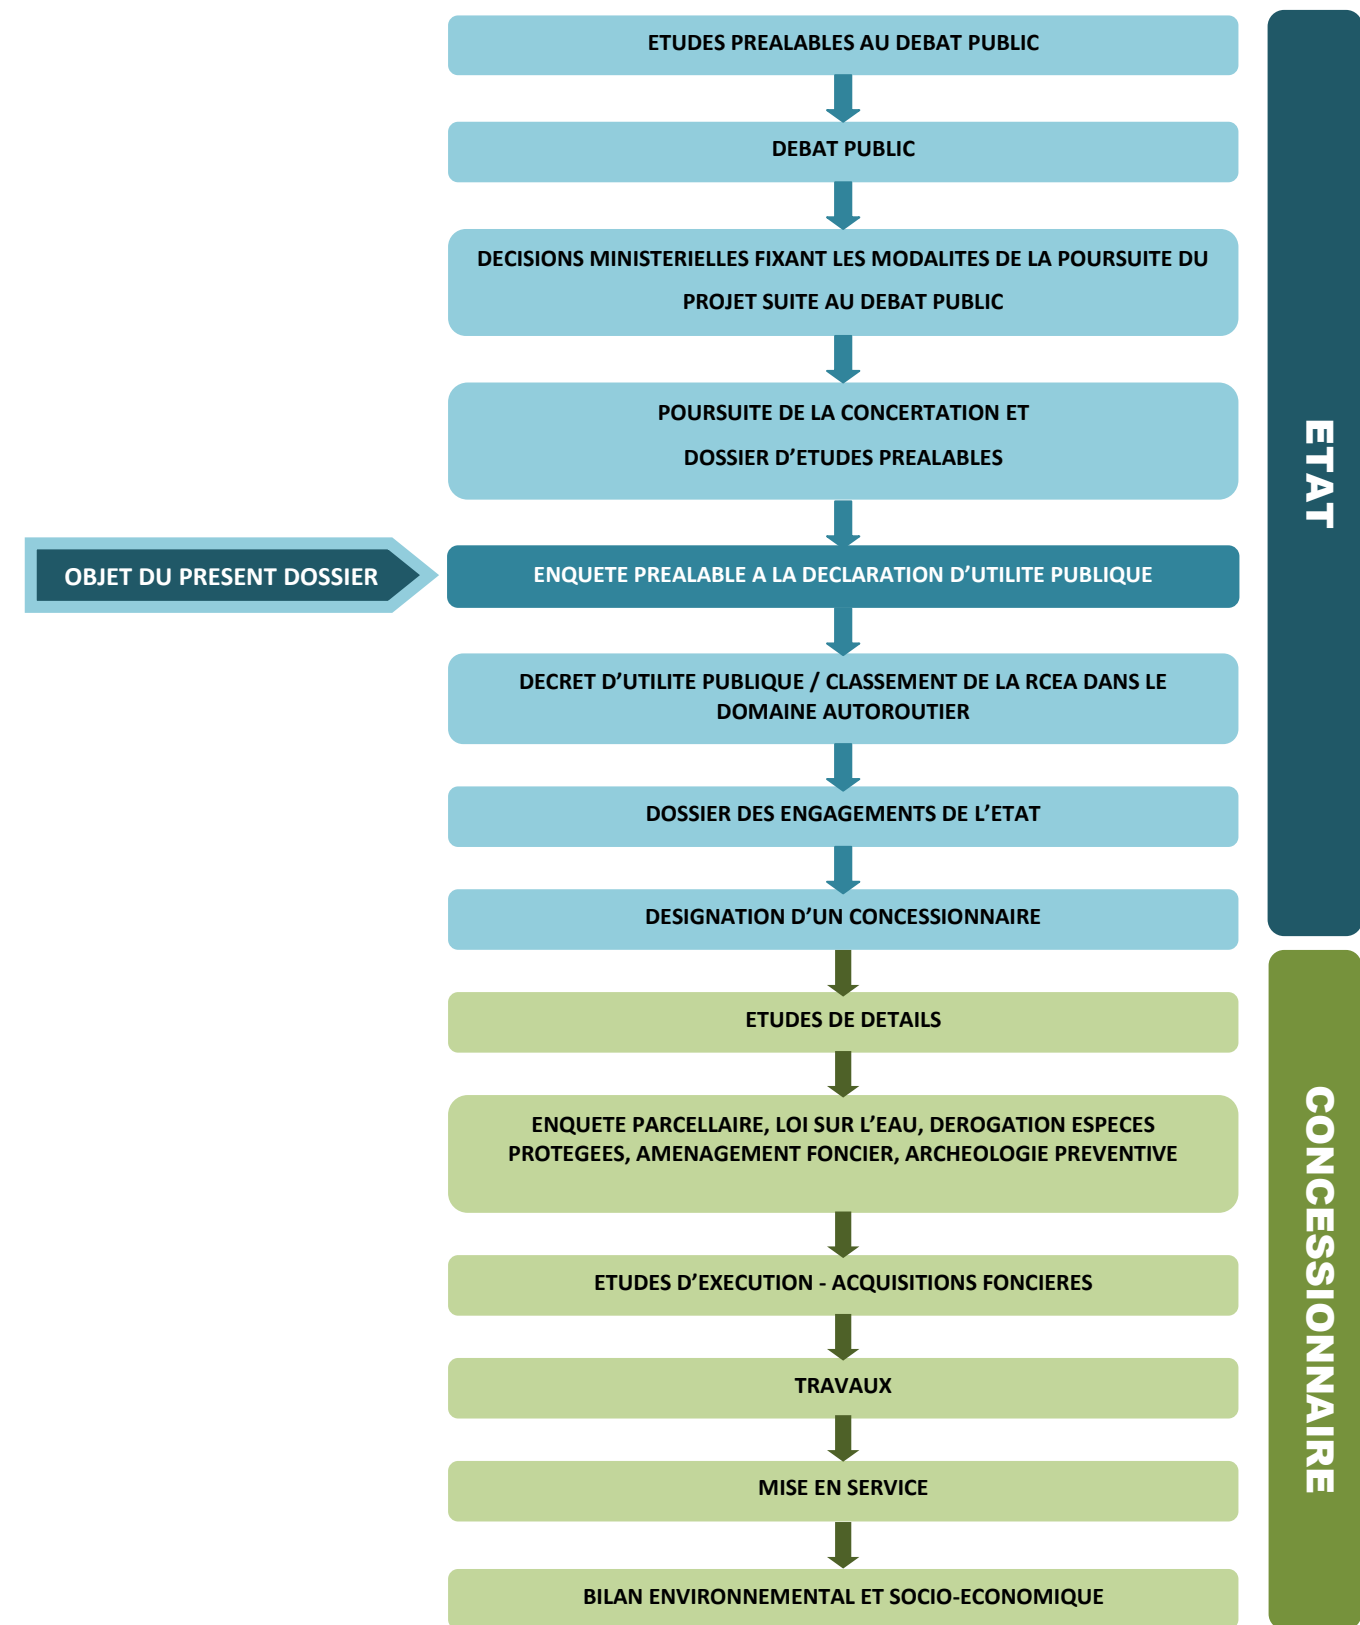 ETUDES PREALABLES AU DEBAT PUBLIC
DEBAT PUBLIC
DECISIONS MINISTERIELLES FIXANT LES MODALITES DE LA POURSUITE DU
PROJET SUITE AU DEBAT PUBLIC
POURSUITE DE LA CONCERTATION ET
DOSSIER D’ETUDES PREALABLES
OBJET DU PRESENT DOSSIER
ENQUETE PREALABLE A LA DECLARATION D’UTILITE PUBLIQUE
DECRET D’UTILITE PUBLIQUE / CLASSEMENT DE LA RCEA DANS LE
DOMAINE AUTOROUTIER
DOSSIER DES ENGAGEMENTS DE L’ETAT
DESIGNATION D’UN CONCESSIONNAIRE
ETAT
ETUDES DE DETAILS
ENQUETE PARCELLAIRE, LOI SUR L’EAU, DEROGATION ESPECES
PROTEGEES, AMENAGEMENT FONCIER, ARCHEOLOGIE PREVENTIVE
ETUDES D’EXECUTION - ACQUISITIONS FONCIERES
TRAVAUX
MISE EN SERVICE
BILAN ENVIRONNEMENTAL ET SOCIO-ECONOMIQUE
CONCESSIONNAIRE